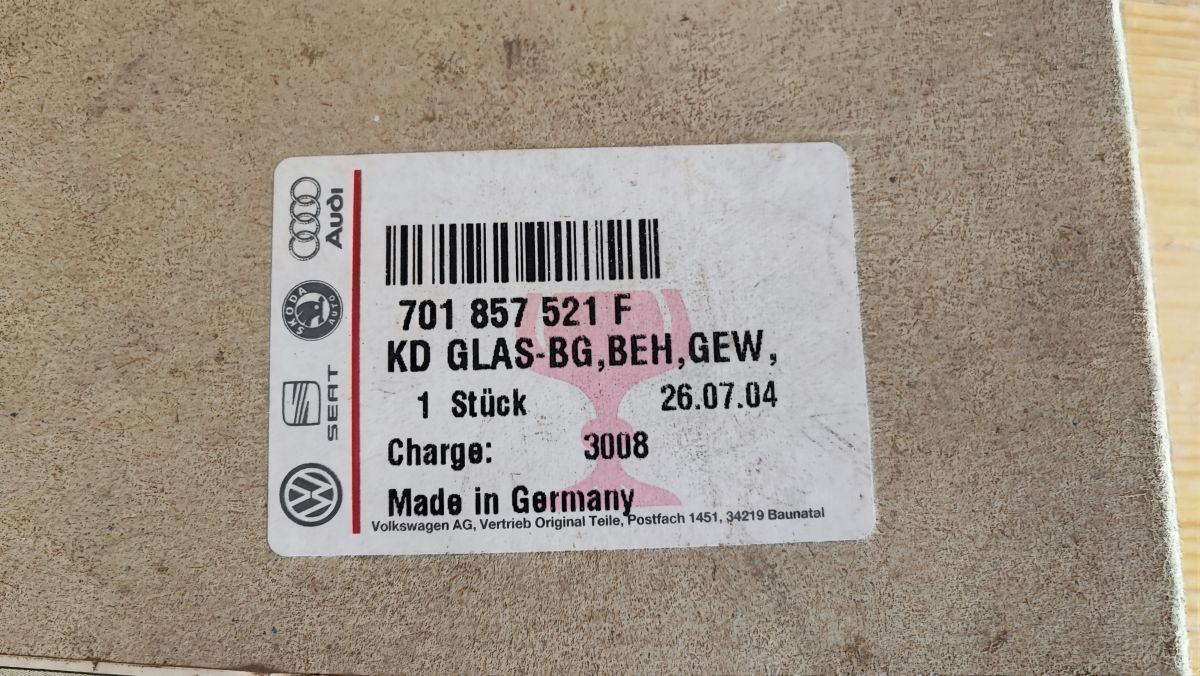 Audi
SKODA
AUTO
SEAT
701 857 521 F
KD GLAS-BG,BEH,GEW,
1 Stück 26.07.04
Charge: 3008
Made in Germany
Volkswagen AG, Vertrieb Original Teile, Postfach 1451, 34219 Baunatal